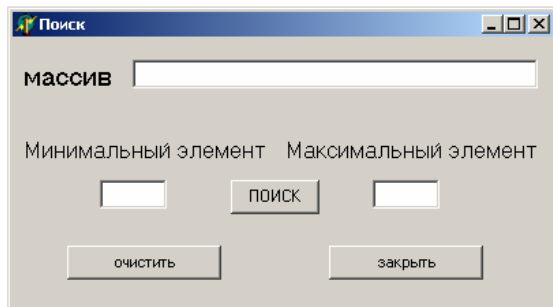 Поиск
массив
Минимальный элемент Максимальный элемент
поиск
очистить закрыть